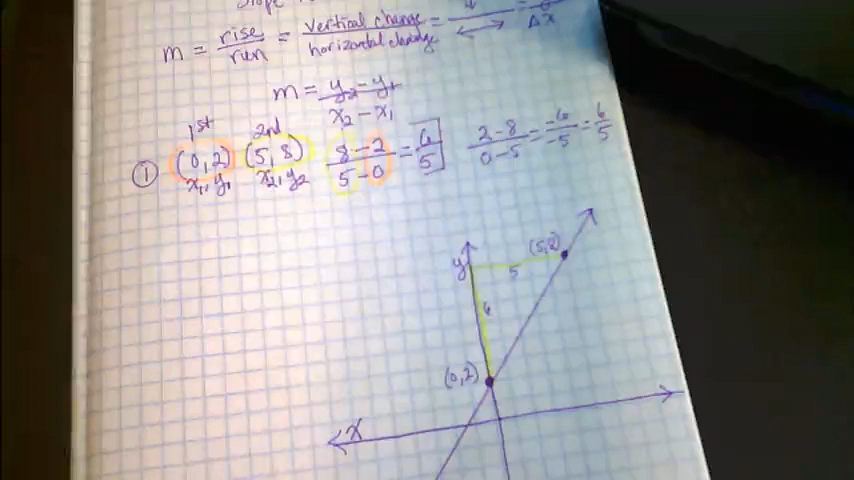 m = rise/run = vertical change/horizontal change = /Δx
m = y₂-y₁/x₂-x₁
1st 2nd
① (0,2) (5,8) 8-2/5-0 = 6/5 2-8/0-5 = -6/-5 = 6/5
x₁, y₁ x₂, y₂
(5,8)
y
5
6
(0,2)
x